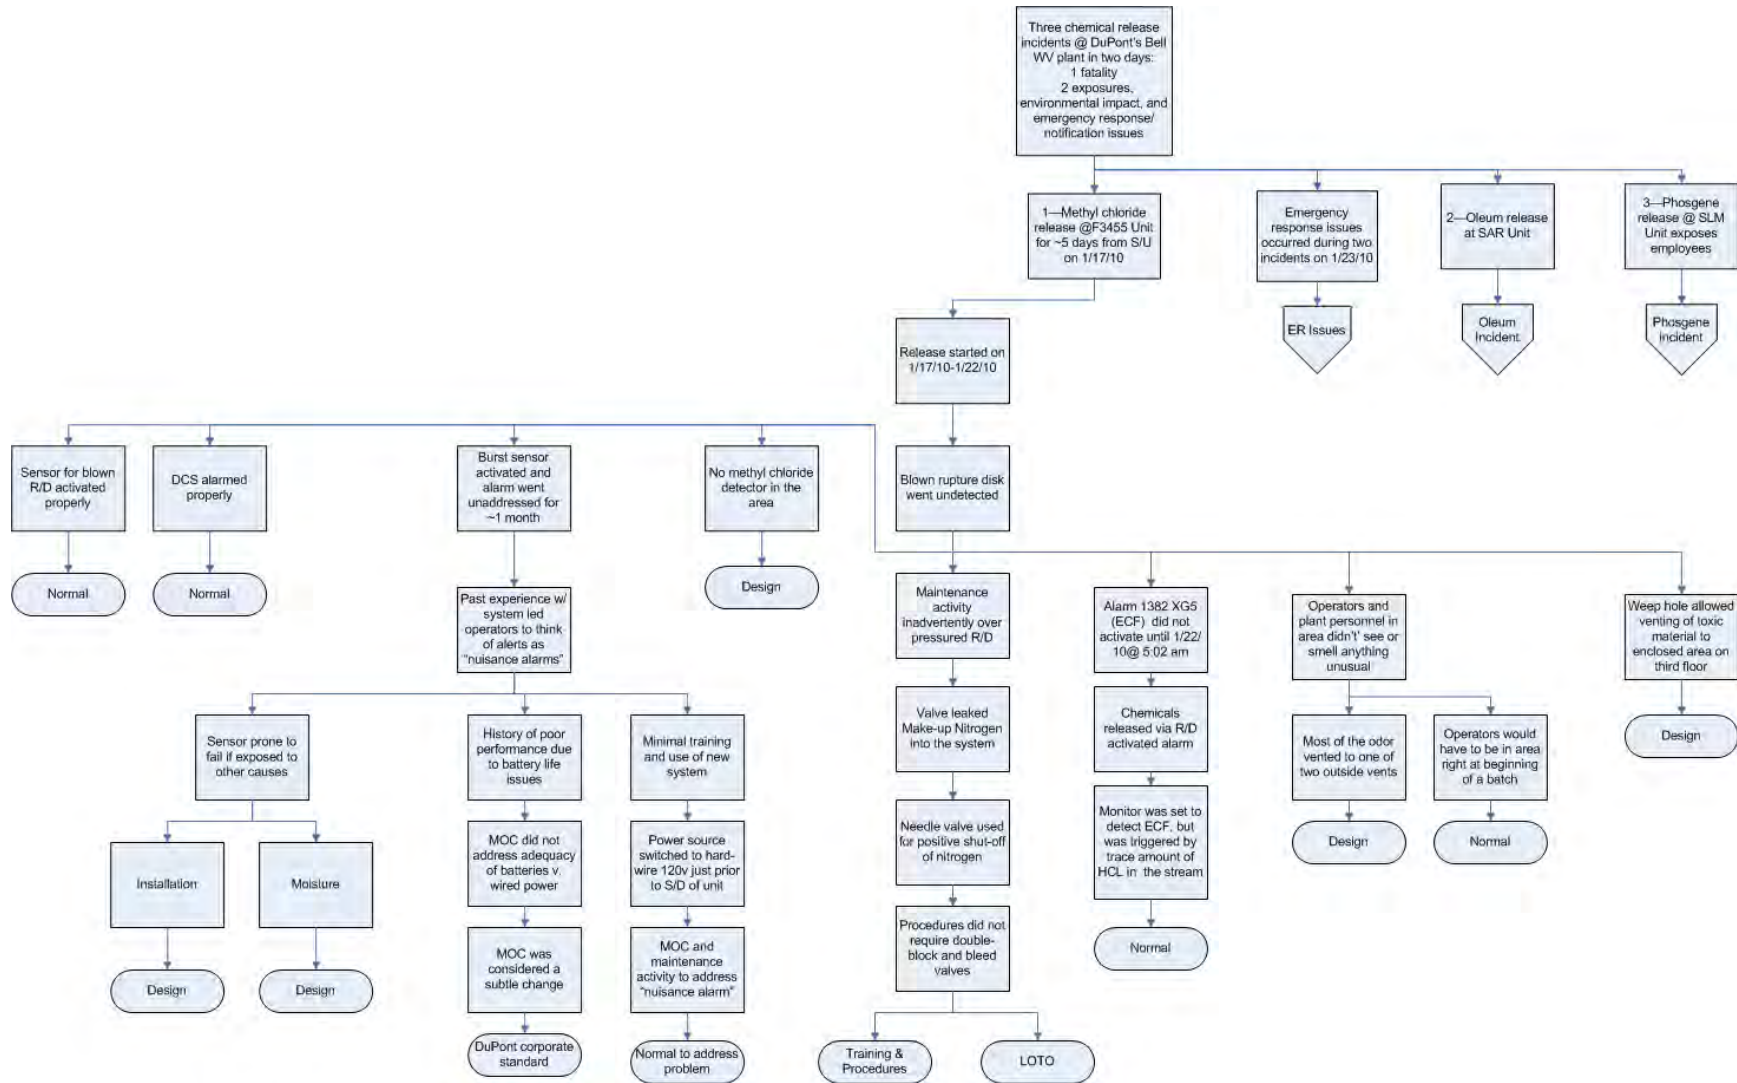 Three chemical release
incidents @ DuPont's Bell
WV plant in two days:
1 fatality
2 exposures,
environmental impact, and
emergency response/
notification issues
1—Methyl chloride
release @F3455 Unit
for ~5 days from S/U
on 1/17/10
Emergency
response issues
occurred during two
incidents on 1/23/10
2—Oleum release
at SAR Unit
3—Phosgene
release @ SLM
Unit exposes
employees
ER Issues
Oleum
Incident
Phosgene
Incident
Release started on
1/17/10-1/22/10
Sensor for blown
R/D activated
properly
DCS alarmed
properly
Burst sensor
activated and
alarm went
unaddressed for
~1 month
No methyl chloride
detector in the
area
Blown rupture disk
went undetected
Normal
Normal
Design
Past experience w/
system led
operators to think
of alerts as
“nuisance alarms”
Maintenance
activity
inadvertently over
pressured R/D
Alarm 1382 XG5
(ECF) did not
activate until 1/22/
10@ 5:02 am
Operators and
plant personnel in
area didn't' see or
smell anything
unusual
Weep hole allowed
venting of toxic
material to
enclosed area on
third floor
Sensor prone to
fail if exposed to
other causes
History of poor
performance due
to battery life
issues
Minimal training
and use of new
system
Valve leaked
Make-up Nitrogen
into the system
Chemicals
released via R/D
activated alarm
Most of the odor
vented to one of
two outside vents
Operators would
have to be in area
right at beginning
of a batch
Design
Installation
Moisture
MOC did not
address adequacy
of batteries v.
wired power
Power source
switched to hard-
wire 120v just prior
to S/D of unit
Needle valve used
for positive shut-off
of nitrogen
Monitor was set to
detect ECF, but
was triggered by
trace amount of
HCL in the stream
Design
Normal
Design
Design
MOC was
considered a
subtle change
MOC and
maintenance
activity to address
“nuisance alarm”
Procedures did not
require double-
block and bleed
valves
Normal
DuPont corporate
standard
Normal to address
problem
Training &
Procedures
LOTO